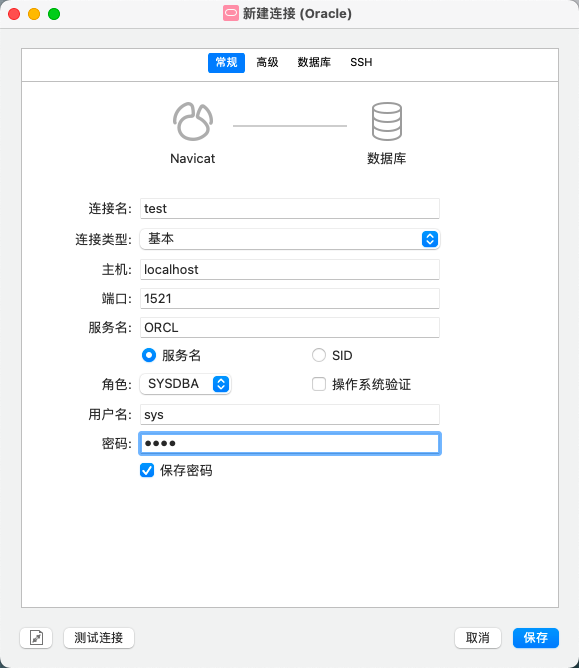 新建连接 (Oracle)
常规 高级 数据库 SSH
Navicat 数据库
连接名: test
连接类型: 基本
主机: localhost
端口: 1521
服务名: ORCL
服务名 SID
角色: SYSDBA 操作系统验证
用户名: sys
密码: ••••
保存密码
测试连接 取消 保存